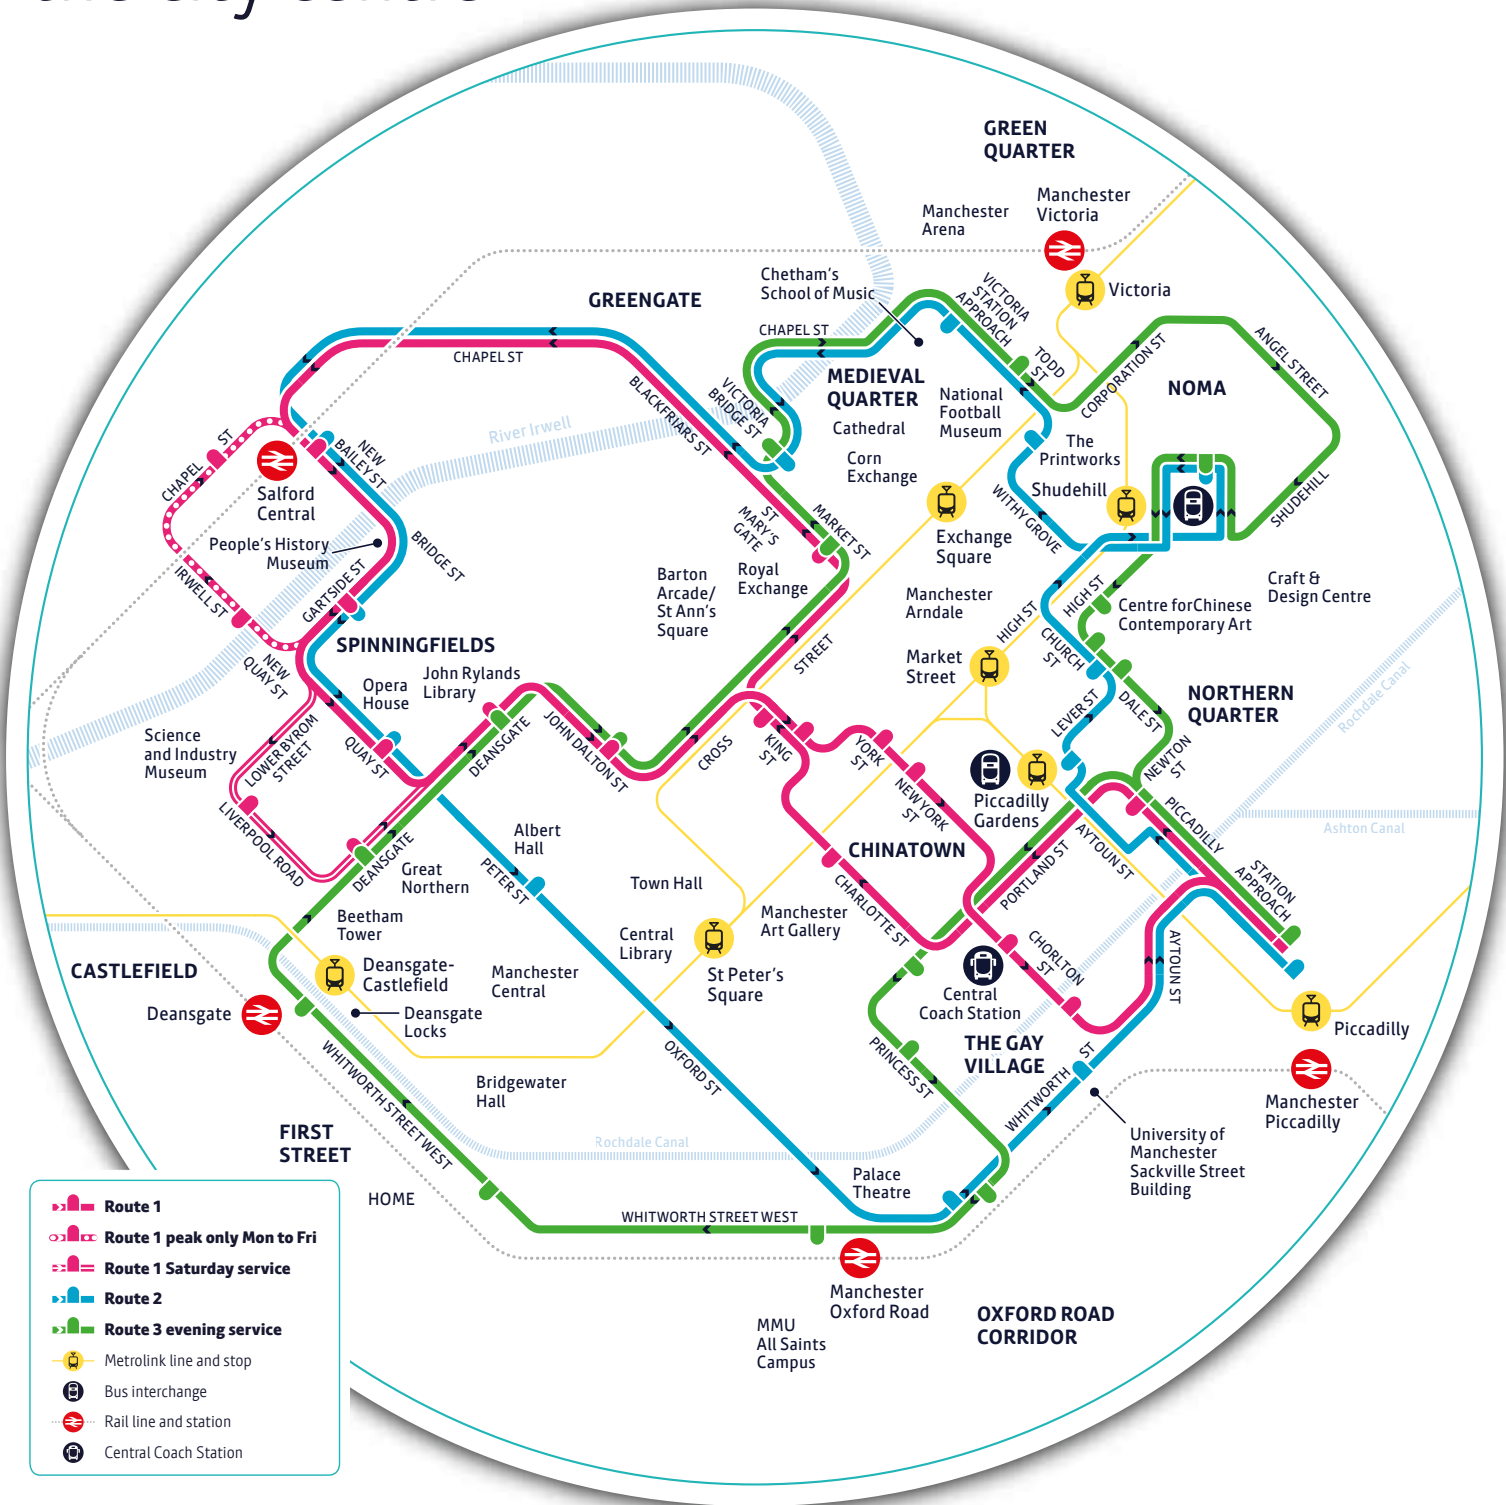 GREEN
QUARTER
Manchester
Victoria
Manchester
Arena
Victoria
Chetham's
School of Music
VICTORIA
STATION
APPROACH
GREENGATE
CHAPEL ST
CHAPEL ST
TODD
ST
CORPORATION ST
ANGEL STREET
NOMA
MEDIEVAL
QUARTER
National
Football
Museum
Cathedral
VICTORIA
BRIDGE ST
BLACKFRIARS ST
The
Printworks
Corn
Exchange
Shudehill
SHUDEHILL
WITHY GROVE
River Irwell
NEW
BAILEY ST
CHAPEL ST
Salford
Central
People's History
Museum
BRIDGE ST
IRWELL ST
GARTSIDE ST
ST
MARY'S
GATE
MARKET ST
Exchange
Square
Barton
Arcade/
St Ann's
Square
Royal
Exchange
Manchester
Arndale
HIGH ST
HIGH ST
Centre forChinese
Contemporary Art
Craft &
Design Centre
SPINNINGFIELDS
NEW
QUAY ST
John Rylands
Library
Opera
House
STREET
Market
Street
CHURCH
ST
LEVER ST
DALE ST
NORTHERN
QUARTER
Rochdale Canal
Science
and Industry
Museum
LOWER BYROM
STREET
QUAY ST
DEANSGATE
JOHN DALTON ST
CROSS
KING
ST
YORK
ST
NEW YORK
ST
NEWTON
ST
Piccadilly
Gardens
PICCADILLY
LIVERPOOL ROAD
DEANSGATE
Great
Northern
Albert
Hall
PETER ST
CHINATOWN
CHARLOTTE ST
PORTLAND ST
AYTOUN ST
STATION
APPROACH
Ashton Canal
Town Hall
Central
Library
Manchester
Art Gallery
St Peter's
Square
Beetham
Tower
CASTLEFIELD
Deansgate-
Castlefield
Deansgate
Deansgate
Locks
Manchester
Central
CHORLTON
ST
Central
Coach Station
AYTOUN ST
Piccadilly
Manchester
Piccadilly
THE GAY
VILLAGE
PRINCESS ST
WHITWORTH ST
OXFORD ST
Bridgewater
Hall
WHITWORTH STREET WEST
FIRST
STREET
Rochdale Canal
University of
Manchester
Sackville Street
Building
Palace
Theatre
HOME
WHITWORTH STREET WEST
Manchester
Oxford Road
MMU
All Saints
Campus
OXFORD ROAD
CORRIDOR
Route 1
Route 1 peak only Mon to Fri
Route 1 Saturday service
Route 2
Route 3 evening service
Metrolink line and stop
Bus interchange
Rail line and station
Central Coach Station